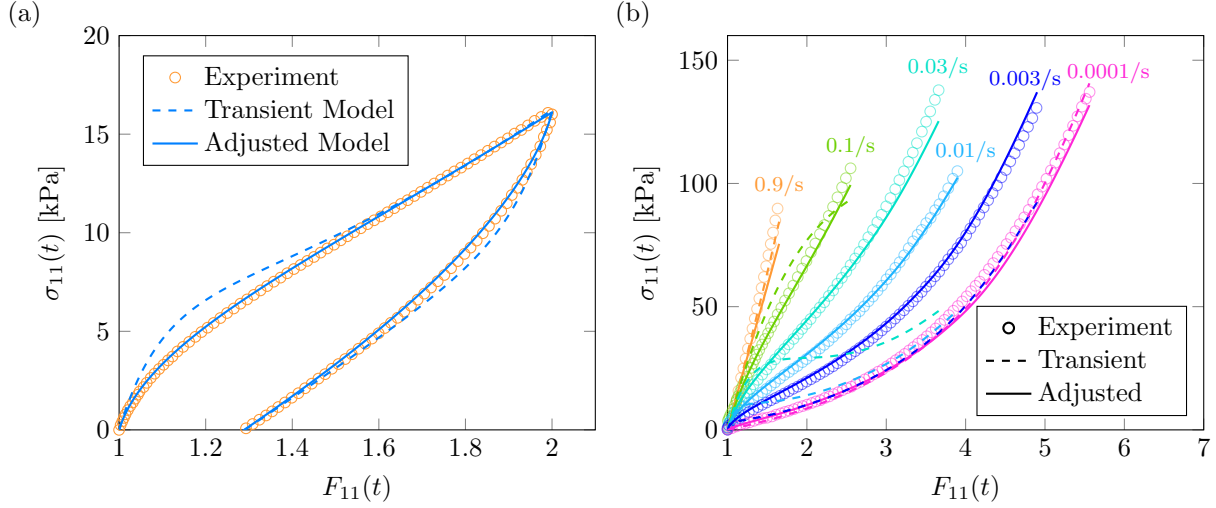 (a)
20
15
10
5
0
1
1.2
1.4
1.6
1.8
2
σ₁₁(t) [kPa]
F₁₁(t)
Experiment
Transient Model
Adjusted Model
(b)
150
100
50
0
1
2
3
4
5
6
7
σ₁₁(t) [kPa]
F₁₁(t)
0.9/s
0.1/s
0.03/s
0.01/s
0.003/s
0.0001/s
Experiment
Transient
Adjusted